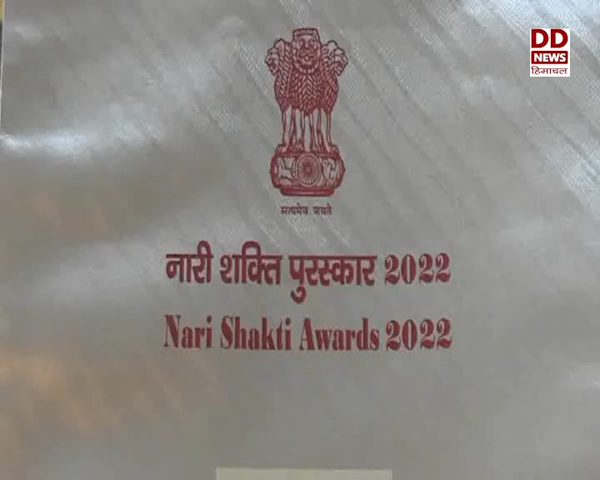 DD
NEWS
हिमाचल
सत्यमेव जयते
नारी शक्ति पुरस्कार 2022
Nari Shakti Awards 2022